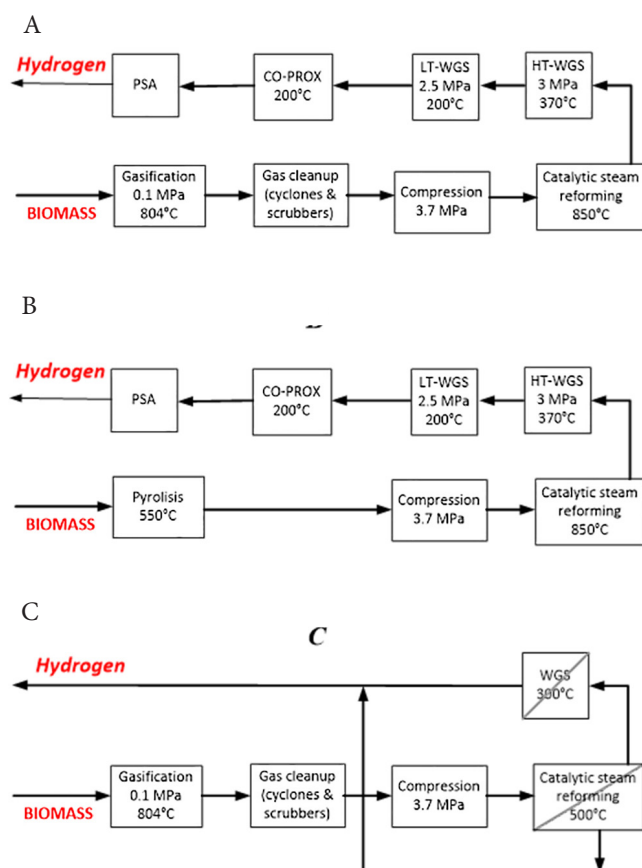 A
Hydrogen
PSA
CO-PROX
200°C
LT-WGS
2.5 MPa
200°C
HT-WGS
3 MPa
370°C
BIOMASS
Gasification
0.1 MPa
804°C
Gas cleanup
(cyclones &
scrubbers)
Compression
3.7 MPa
Catalytic steam
reforming
850°C
B
Hydrogen
PSA
CO-PROX
200°C
LT-WGS
2.5 MPa
200°C
HT-WGS
3 MPa
370°C
BIOMASS
Pyrolisis
550°C
Compression
3.7 MPa
Catalytic steam
reforming
850°C
C
C
Hydrogen
WGS
300°C
BIOMASS
Gasification
0.1 MPa
804°C
Gas cleanup
(cyclones &
scrubbers)
Compression
3.7 MPa
Catalytic steam
reforming
500°C